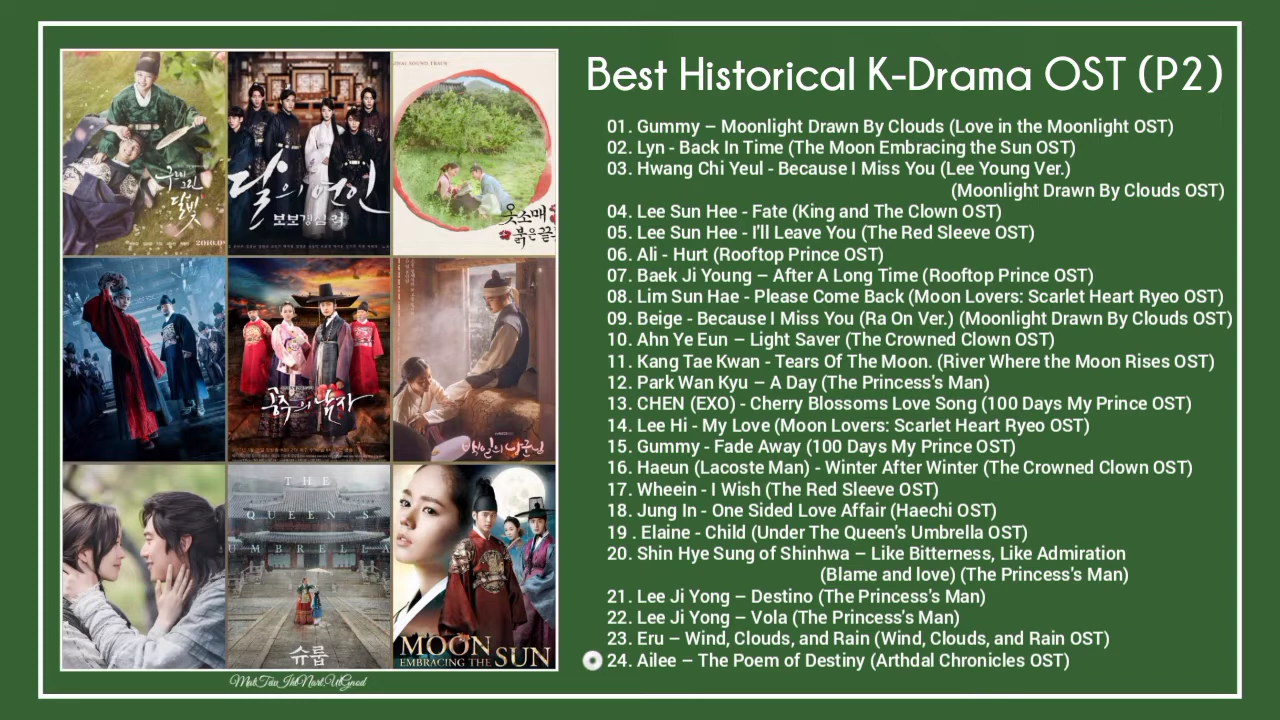 Best Historical K-Drama OST (P2)
01. Gummy – Moonlight Drawn By Clouds (Love in the Moonlight OST)
02. Lyn - Back In Time (The Moon Embracing the Sun OST)
03. Hwang Chi Yeul - Because I Miss You (Lee Young Ver.)
(Moonlight Drawn By Clouds OST)
04. Lee Sun Hee - Fate (King and The Clown OST)
05. Lee Sun Hee - I'll Leave You (The Red Sleeve OST)
06. Ali - Hurt (Rooftop Prince OST)
07. Baek Ji Young – After A Long Time (Rooftop Prince OST)
08. Lim Sun Hae - Please Come Back (Moon Lovers: Scarlet Heart Ryeo OST)
09. Beige - Because I Miss You (Ra On Ver.) (Moonlight Drawn By Clouds OST)
10. Ahn Ye Eun – Light Saver (The Crowned Clown OST)
11. Kang Tae Kwan - Tears Of The Moon. (River Where the Moon Rises OST)
12. Park Wan Kyu – A Day (The Princess's Man)
13. CHEN (EXO) - Cherry Blossoms Love Song (100 Days My Prince OST)
14. Lee Hi - My Love (Moon Lovers: Scarlet Heart Ryeo OST)
15. Gummy - Fade Away (100 Days My Prince OST)
16. Haeun (Lacoste Man) - Winter After Winter (The Crowned Clown OST)
17. Wheein - I Wish (The Red Sleeve OST)
18. Jung In - One Sided Love Affair (Haechi OST)
19 . Elaine - Child (Under The Queen's Umbrella OST)
20. Shin Hye Sung of Shinhwa – Like Bitterness, Like Admiration
(Blame and love) (The Princess's Man)
21. Lee Ji Yong – Destino (The Princess's Man)
22. Lee Ji Yong – Vola (The Princess's Man)
23. Eru – Wind, Clouds, and Rain (Wind, Clouds, and Rain OST)
24. Ailee – The Poem of Destiny (Arthdal Chronicles OST)
구르미
그린
달빛
달의 연인
보보경심 려
옷소매
붉은 끝
공주의 남자
백일의 낭군님
THE
QUEEN'S
UMBRELLA
슈룹
MOON
EMBRACING THE SUN